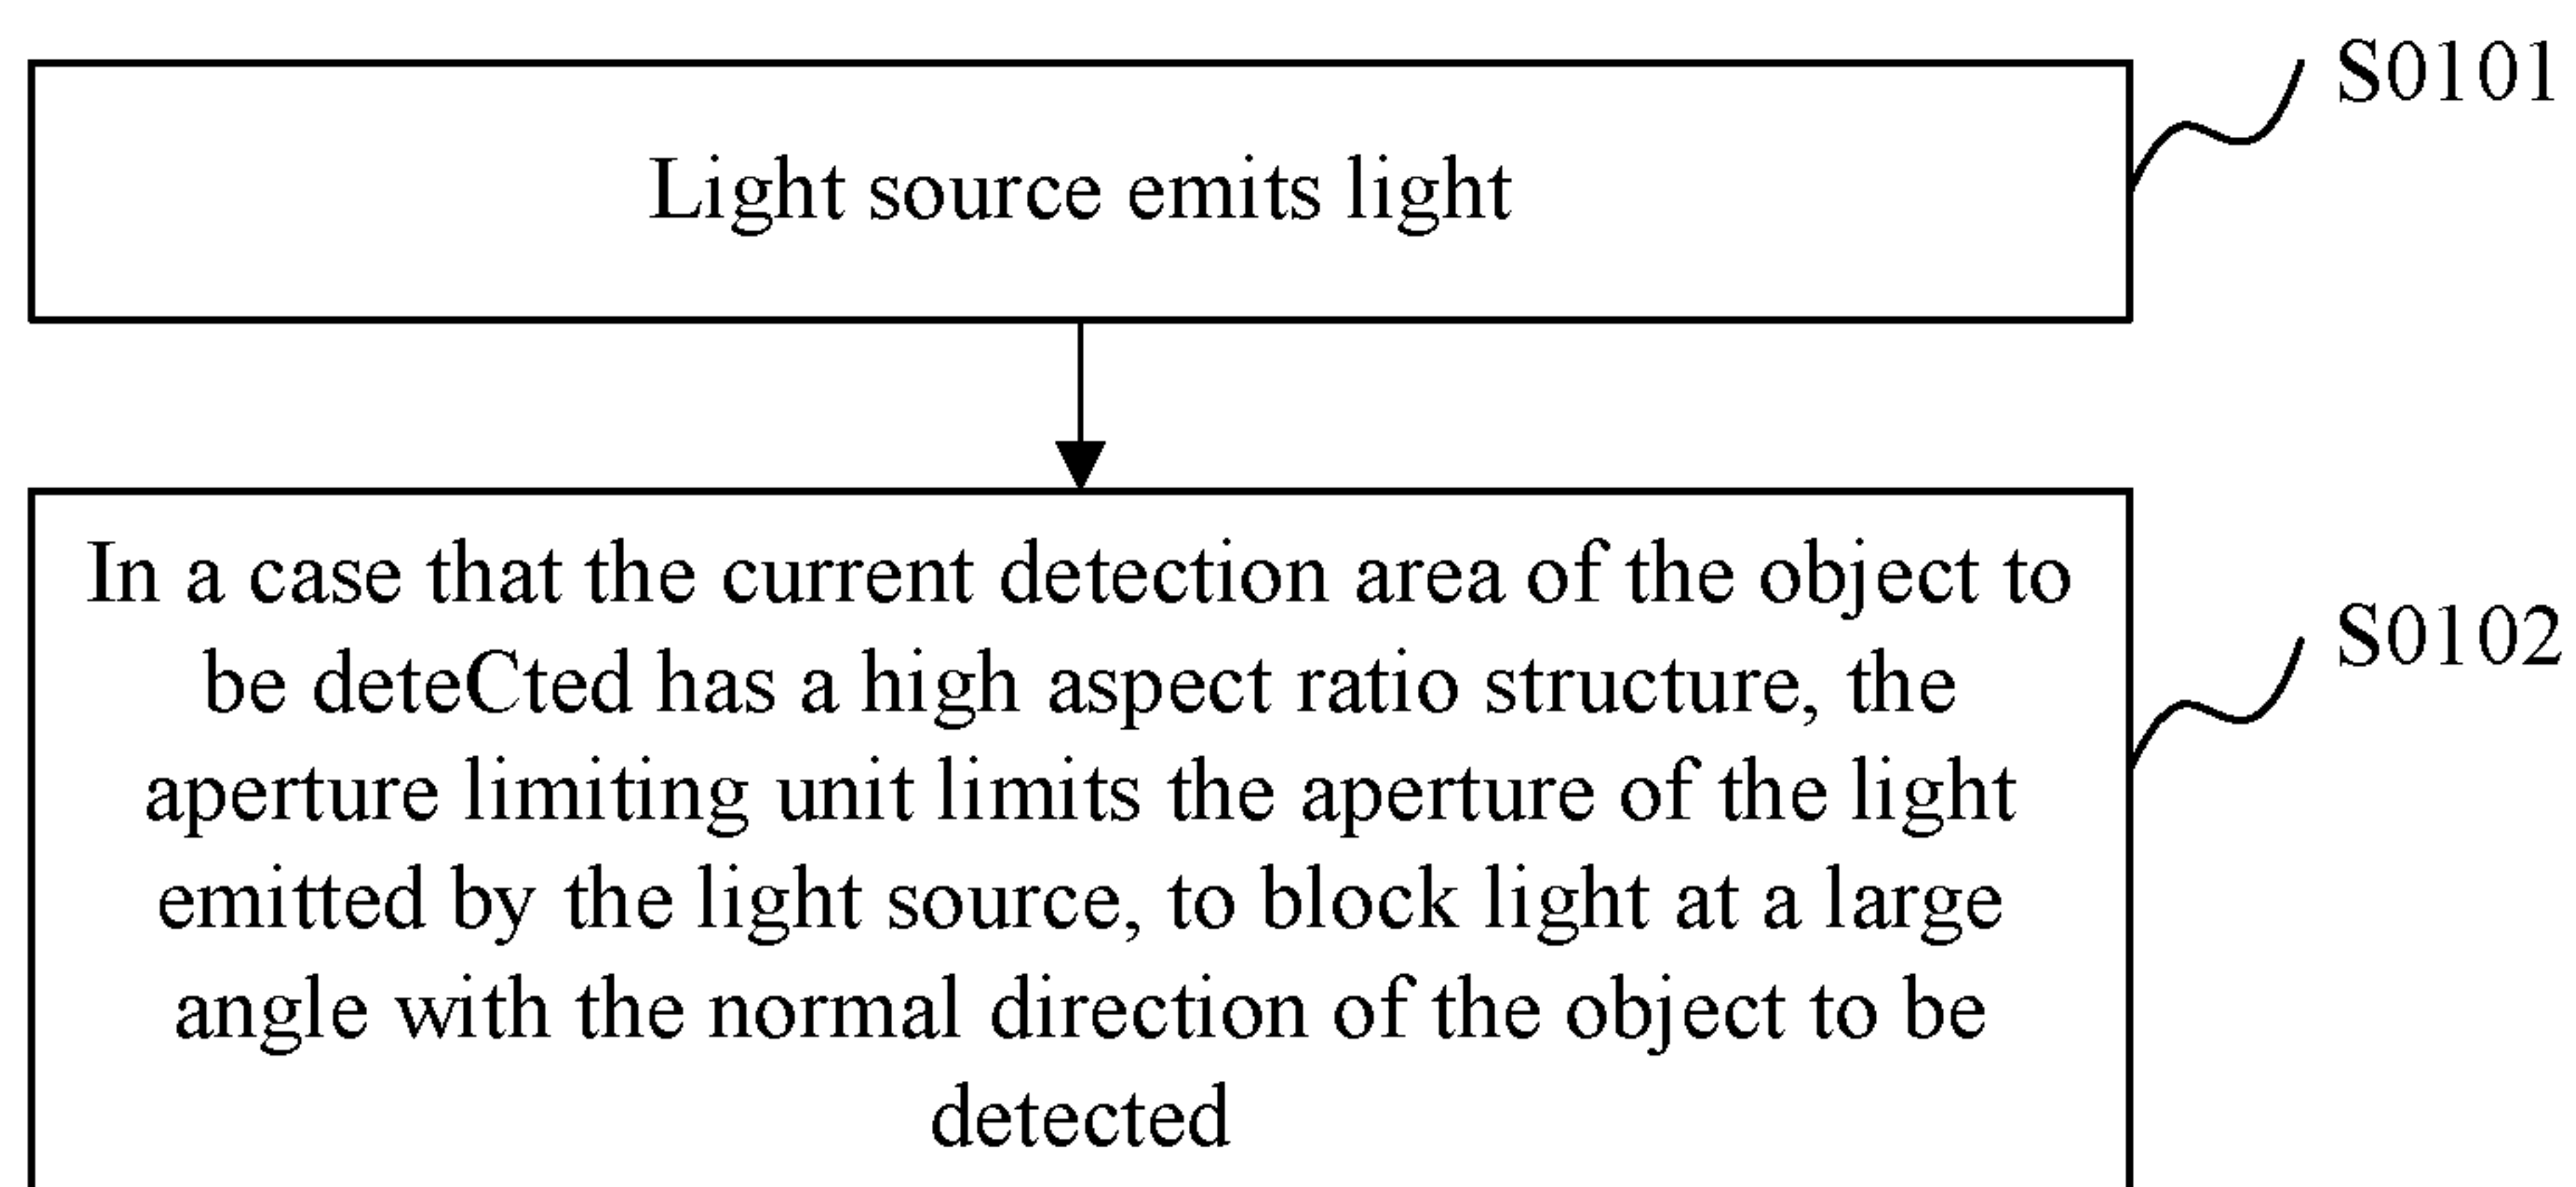 S0101
Light source emits light
In a case that the current detection area of the object to
be deteCted has a high aspect ratio structure, the
S0102
aperture limiting unit limits the aperture of the light
emitted by the light source, to block light at a large
angle with the normal direction of the object to be
detected